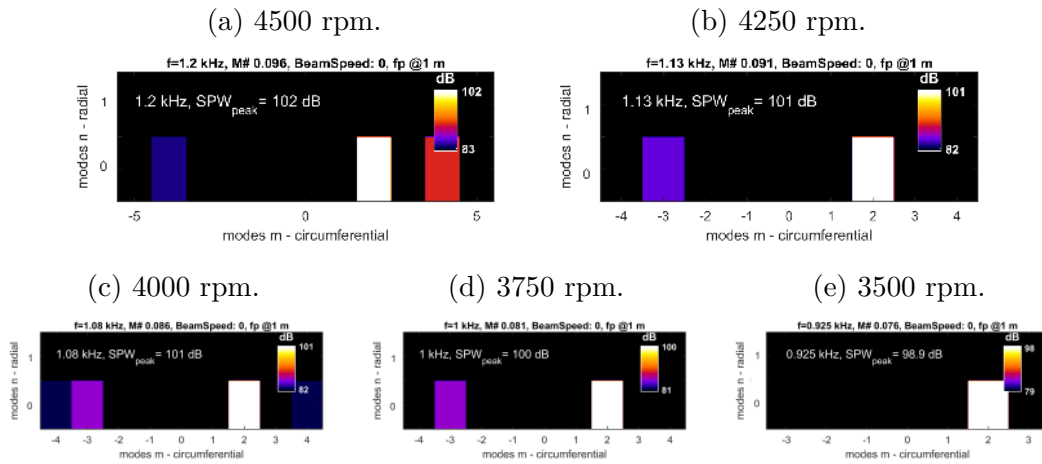 (a) 4500 rpm.
f=1.2 kHz, M# 0.096, BeamSpeed: 0, fp @1 m
1.2 kHz, SPW_peak= 102 dB
dB
102
83
modes n - radial
1
0
-5 0 5
modes m - circumferential
(b) 4250 rpm.
f=1.13 kHz, M# 0.091, BeamSpeed: 0, fp @1 m
1.13 kHz, SPW_peak= 101 dB
dB
101
82
modes n - radial
1
0
-4 -3 -2 -1 0 1 2 3 4
modes m - circumferential
(c) 4000 rpm.
f=1.08 kHz, M# 0.086, BeamSpeed: 0, fp @1 m
1.08 kHz, SPW_peak= 101 dB
dB
101
82
modes n - radial
1
0
-4 -3 -2 -1 0 1 2 3 4
modes m - circumferential
(d) 3750 rpm.
f=1 kHz, M# 0.081, BeamSpeed: 0, fp @1 m
1 kHz, SPW_peak= 100 dB
dB
100
81
modes n - radial
1
0
-4 -3 -2 -1 0 1 2 3 4
modes m - circumferential
(e) 3500 rpm.
f=0.925 kHz, M# 0.076, BeamSpeed: 0, fp @1 m
0.925 kHz, SPW_peak= 98.9 dB
dB
98
79
modes n - radial
1
0
-3 -2 -1 0 1 2 3
modes m - circumferential